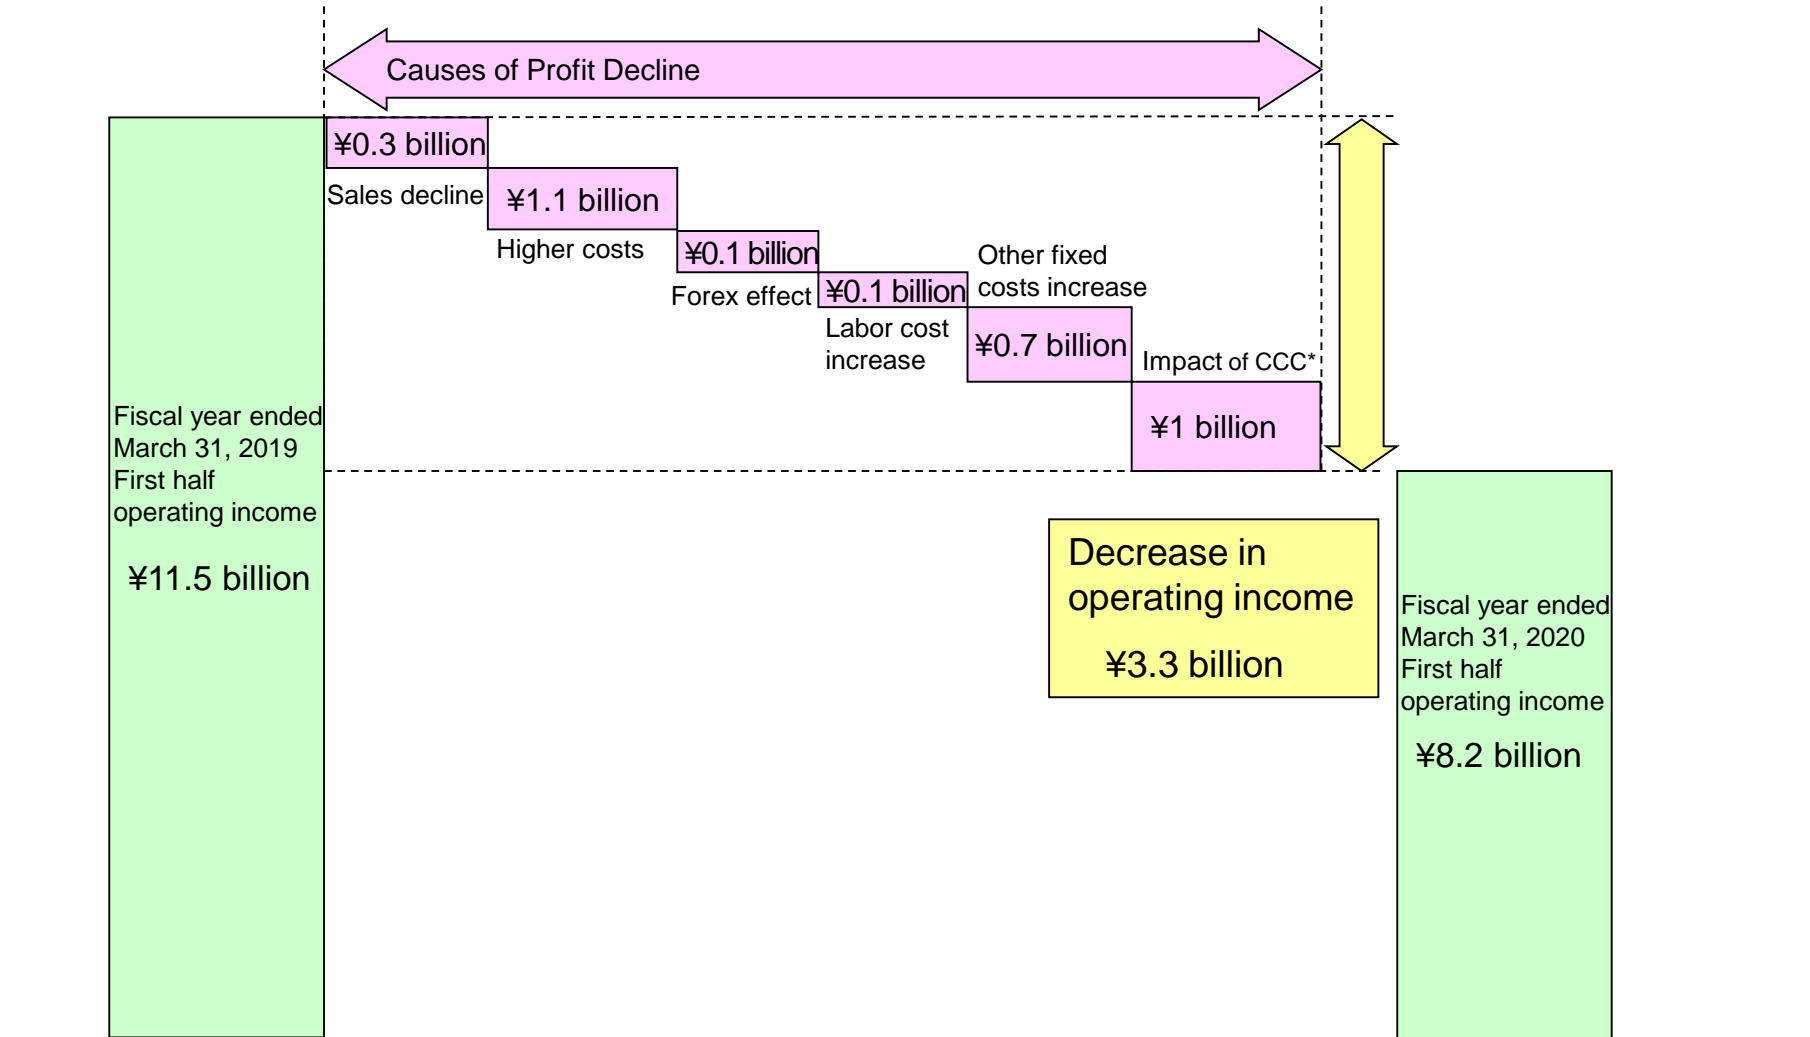 Causes of Profit Decline
¥0.3 billion
Sales decline
¥1.1 billion
Higher costs
¥0.1 billion
Forex effect
¥0.1 billion
Labor cost
increase
Other fixed
costs increase
¥0.7 billion
Impact of CCC*
¥1 billion
Fiscal year ended
March 31, 2019
First half
operating income
¥11.5 billion
Decrease in
operating income
¥3.3 billion
Fiscal year ended
March 31, 2020
First half
operating income
¥8.2 billion